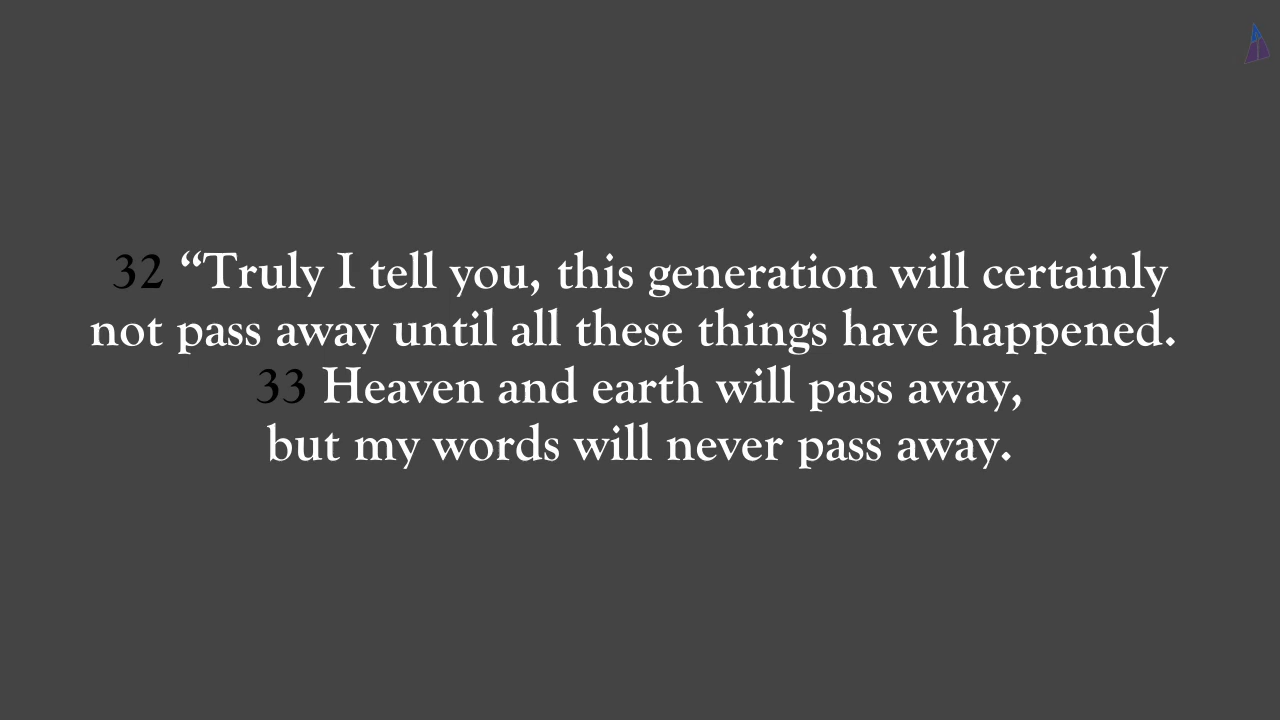 32 “Truly I tell you, this generation will certainly
not pass away until all these things have happened.
33 Heaven and earth will pass away,
but my words will never pass away.